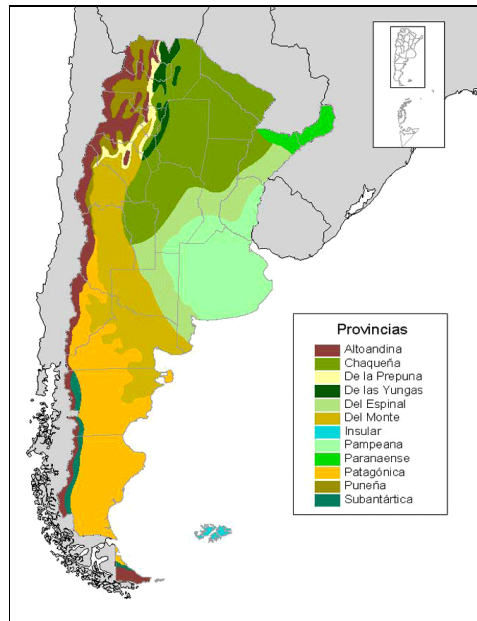 Provincias
Altoandina
Chaqueña
De la Prepuna
De las Yungas
Del Espinal
Del Monte
Insular
Pampeana
Paranaense
Patagónica
Puneña
Subantártica